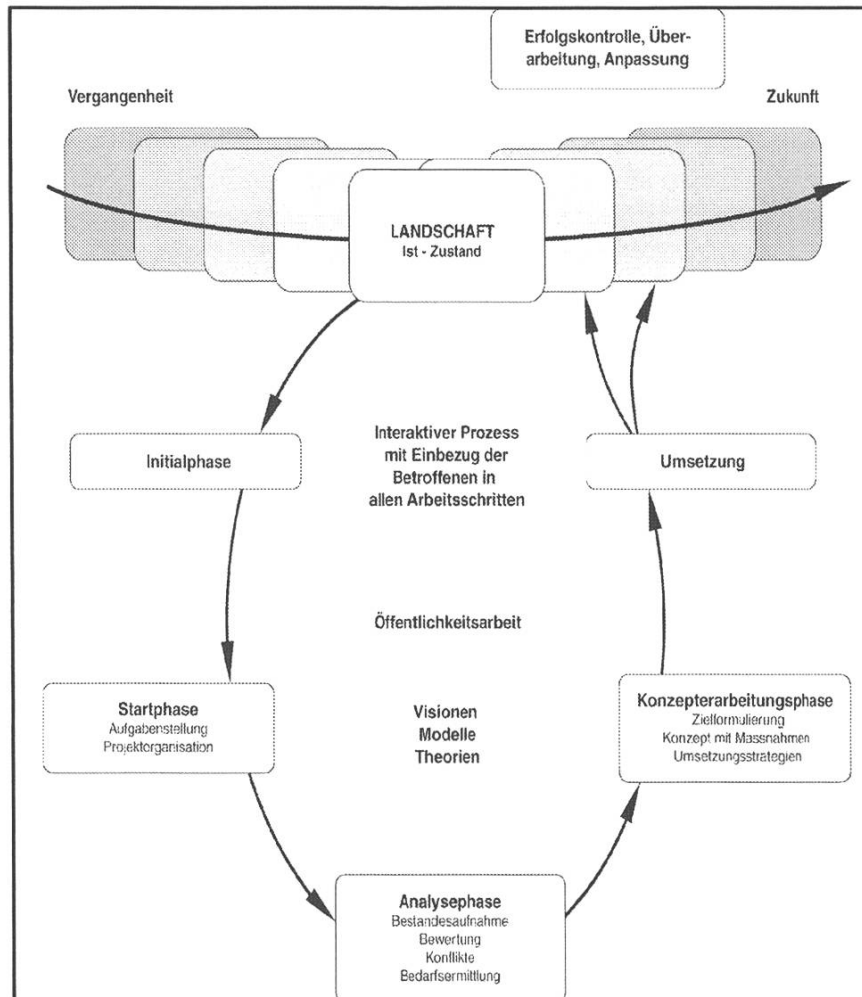 Erfolgskontrolle, Über-
arbeitung, Anpassung
Vergangenheit
Zukunft
LANDSCHAFT
Ist - Zustand
Initialphase
Interaktiver Prozess
mit Einbezug der
Betroffenen in
allen Arbeitsschritten
Umsetzung
Öffentlichkeitsarbeit
Startphase
Aufgabenstellung
Projektorganisation
Visionen
Modelle
Theorien
Konzepterarbeitungsphase
Zielformulierung
Konzept mit Massnahmen
Umsetzungsstrategien
Analysephase
Bestandesaufnahme
Bewertung
Konflikte
Bedarfsermittlung